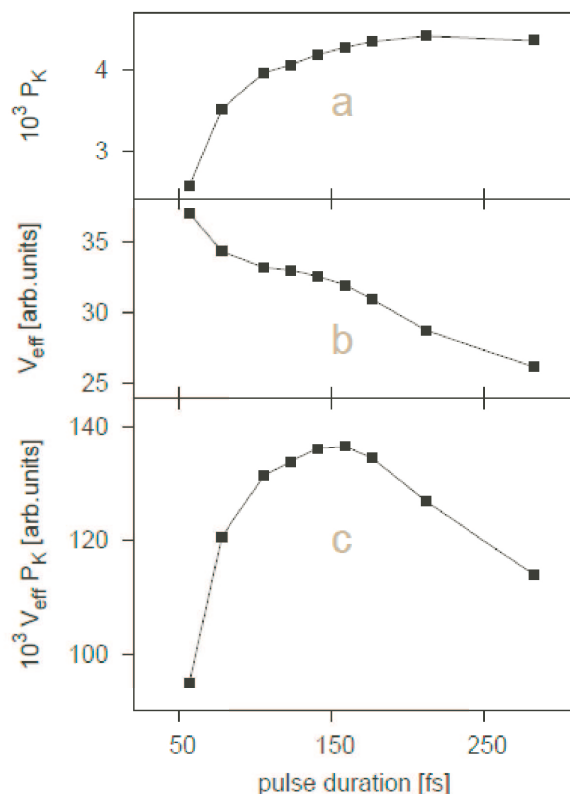 10³ P_K
4
3
a
V_eff [arb.units]
35
30
25
b
10³ V_eff P_K [arb.units]
140
120
100
c
50 150 250
pulse duration [fs]